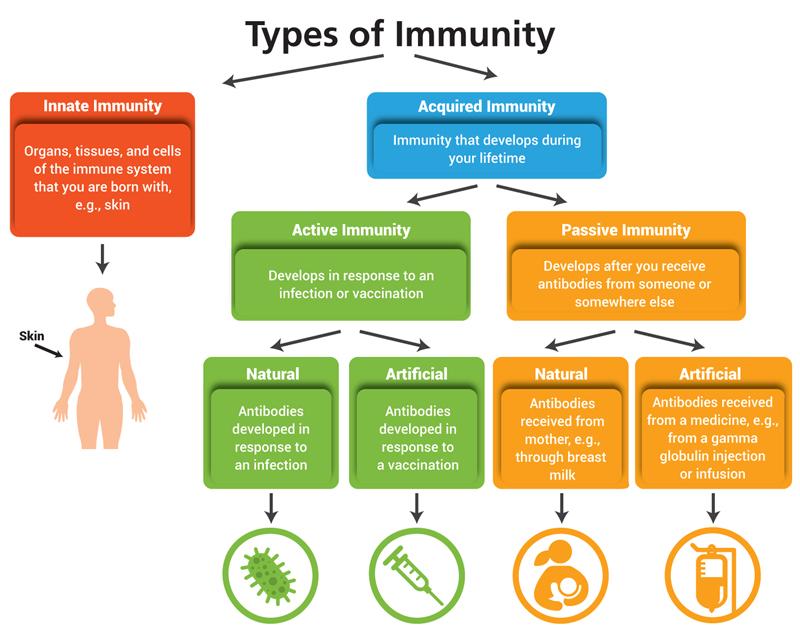 Types of Immunity
Innate Immunity
Organs, tissues, and cells
of the immune system
that you are born with,
e.g., skin
Skin
Acquired Immunity
Immunity that develops during
your lifetime
Active Immunity
Develops in response to an
infection or vaccination
Passive Immunity
Develops after you receive
antibodies from someone or
somewhere else
Natural
Antibodies
developed in
response to
an infection
Artificial
Antibodies
developed in
response to
a vaccination
Natural
Antibodies
received from
mother, e.g.,
through breast
milk
Artificial
Antibodies received
from a medicine, e.g.,
from a gamma
globulin injection
or infusion